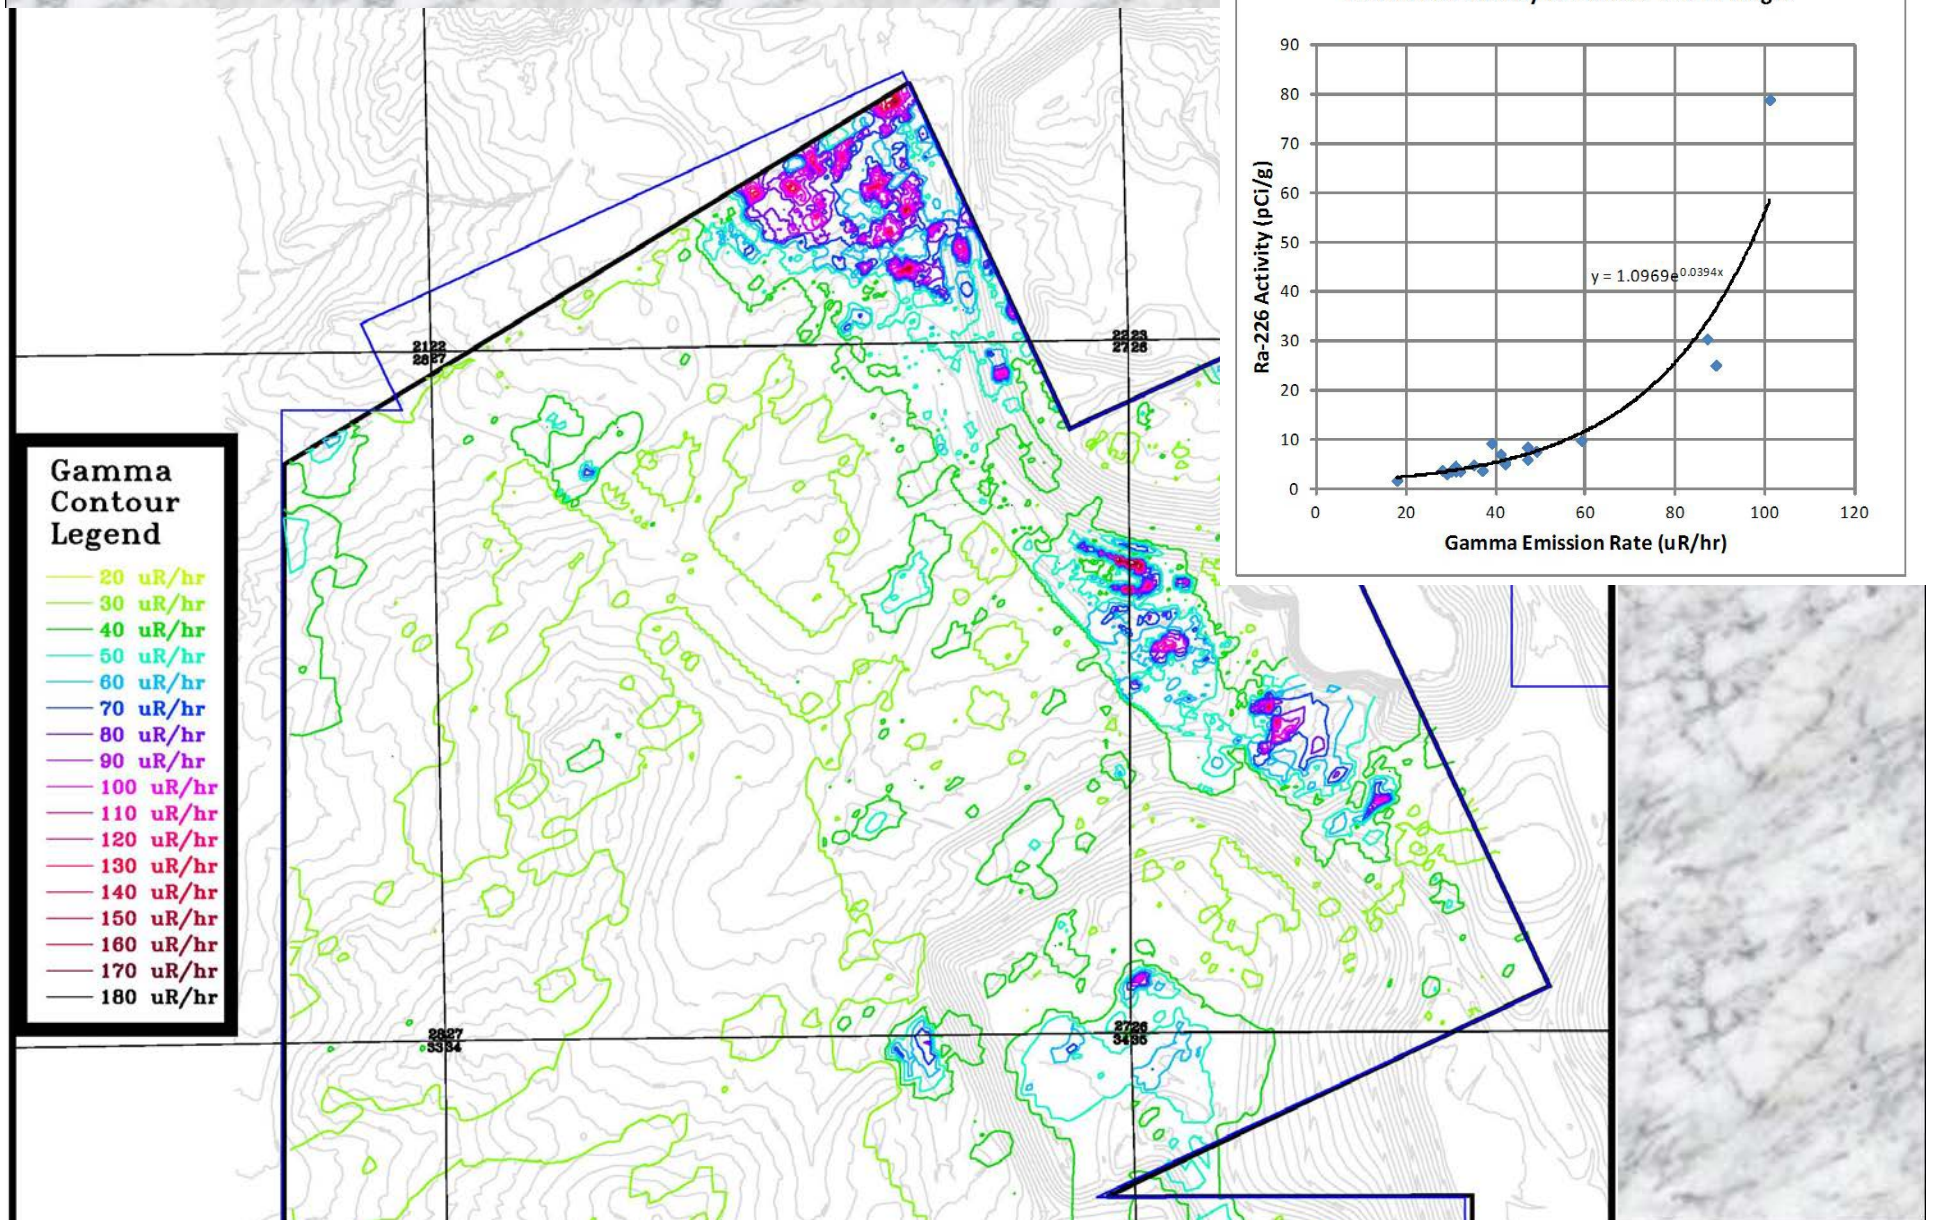 90
80
70
60
50
40
30
20
10
0
0 20 40 60 80 100 120
Ra-226 Activity (pCi/g)
y = 1.0969e0.0394x
Gamma Emission Rate (uR/hr)
2122
2827
2223
2726
Gamma
Contour
Legend
20 uR/hr
30 uR/hr
40 uR/hr
50 uR/hr
60 uR/hr
70 uR/hr
80 uR/hr
90 uR/hr
100 uR/hr
110 uR/hr
120 uR/hr
130 uR/hr
140 uR/hr
150 uR/hr
160 uR/hr
170 uR/hr
180 uR/hr
2827
3334
2726
3435